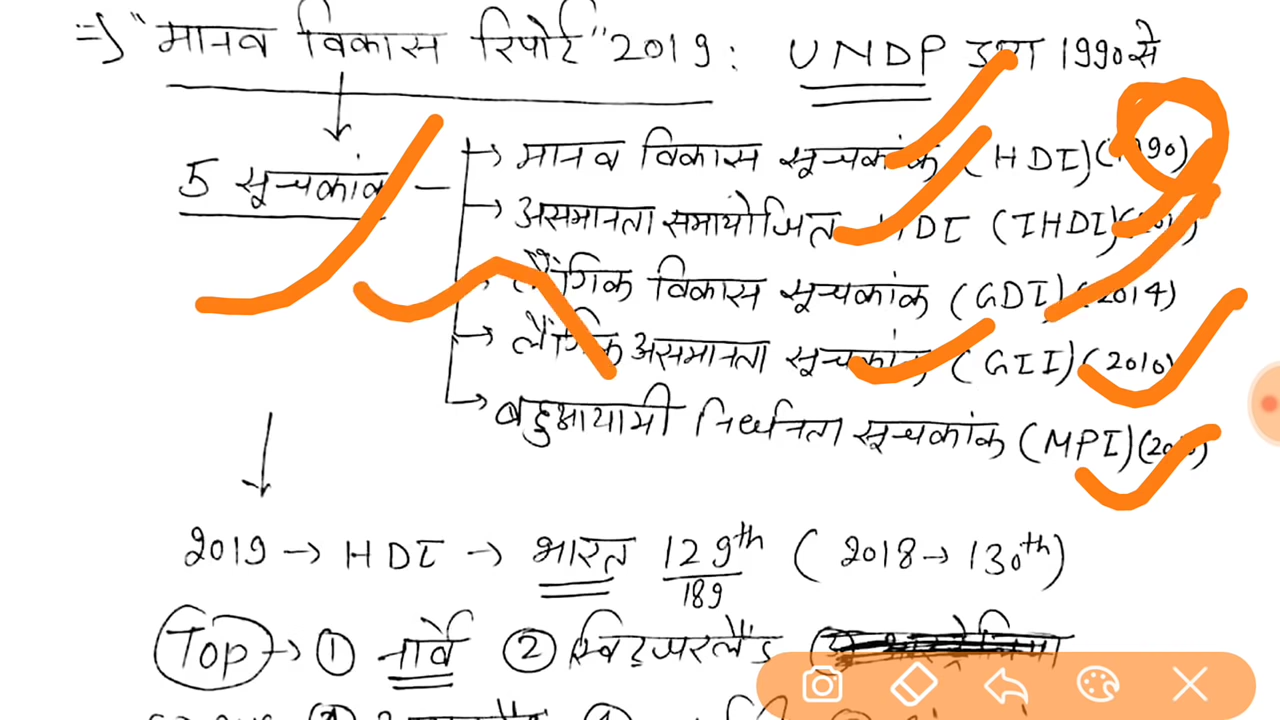 => "मानव विकास रिपोर्ट" 2019 : UNDP द्वारा 1990 से
5 सूचकांक –
→ मानव विकास सूचकांक (HDI) (1990)
→ असमानता समायोजित HDI (IHDI)
→ लैंगिक विकास सूचकांक (GDI) (2014)
→ लैंगिक असमानता सूचकांक (GII) (2010)
→ बहुआयामी निर्धनता सूचकांक (MPI)
2019 → HDI → भारत 129th/189 (2018 → 130th)
Top → ① नार्वे ② स्विट्जरलैंड